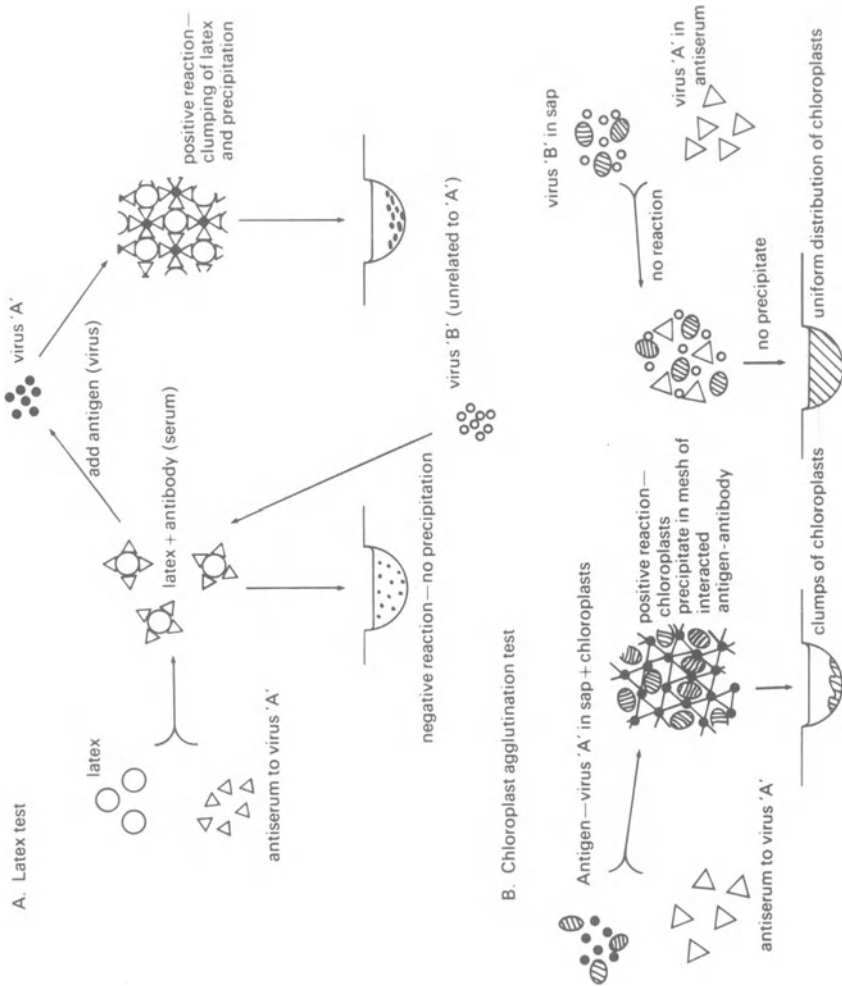 A. Latex test
latex
antiserum to virus 'A'
latex + antibody (serum)
add antigen (virus)
virus 'A'
positive reaction—
clumping of latex
and precipitation
negative reaction—no precipitation
virus 'B' (unrelated to 'A')
B. Chloroplast agglutination test
Antigen—virus 'A' in sap + chloroplasts
antiserum to virus 'A'
positive reaction—
chloroplasts
precipitate in mesh of
interacted
antigen-antibody
clumps of chloroplasts
virus 'B' in sap
virus 'A' in
antiserum
no reaction
no precipitate
uniform distribution of chloroplasts